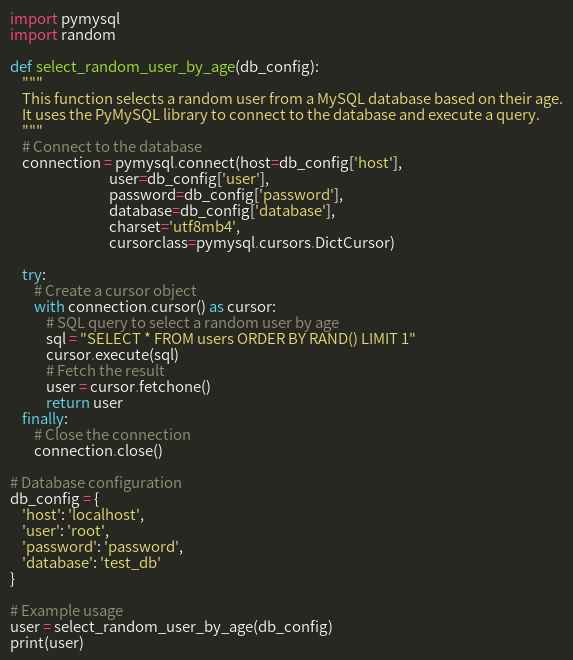 import pymysql
import random

def select_random_user_by_age(db_config):
    """
    This function selects a random user from a MySQL database based on their age.
    It uses the PyMySQL library to connect to the database and execute a query.
    """
    # Connect to the database
    connection = pymysql.connect(host=db_config['host'],
                                 user=db_config['user'],
                                 password=db_config['password'],
                                 database=db_config['database'],
                                 charset='utf8mb4',
                                 cursorclass=pymysql.cursors.DictCursor)

    try:
        # Create a cursor object
        with connection.cursor() as cursor:
            # SQL query to select a random user by age
            sql = "SELECT * FROM users ORDER BY RAND() LIMIT 1"
            cursor.execute(sql)
            # Fetch the result
            user = cursor.fetchone()
            return user
    finally:
        # Close the connection
        connection.close()

# Database configuration
db_config = {
    'host': 'localhost',
    'user': 'root',
    'password': 'password',
    'database': 'test_db'
}

# Example usage
user = select_random_user_by_age(db_config)
print(user)